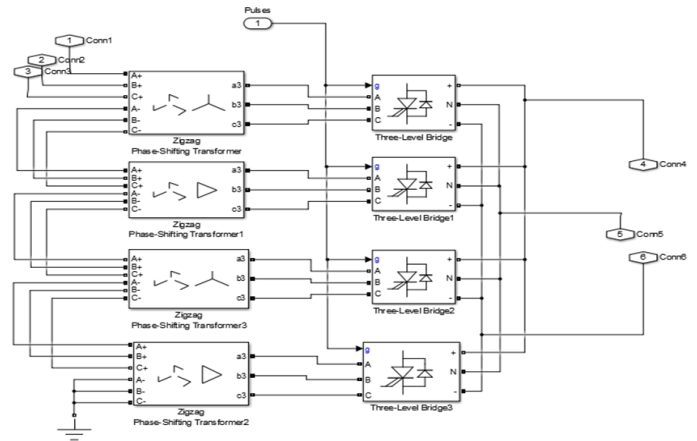 Pulses
1
1 Conn1
2 Conn2
3 Conn3
A+
B+
C+
A-
B-
C-
a3
b3
c3
Zigzag
Phase-Shifting Transformer
g
A
B
C
+
N
-
Three-Level Bridge
4 Conn4
A+
B+
C+
A-
B-
C-
a3
b3
c3
Zigzag
Phase-Shifting Transformer1
g
A
B
C
+
N
-
Three-Level Bridge1
5 Conn5
6 Conn6
A+
B+
C+
A-
B-
C-
a3
b3
c3
Zigzag
Phase-Shifting Transformer3
g
A
B
C
+
N
-
Three-Level Bridge2
A+
B+
C+
A-
B-
C-
a3
b3
c3
Zigzag
Phase-Shifting Transformer2
g
A
B
C
+
N
-
Three-Level Bridge3